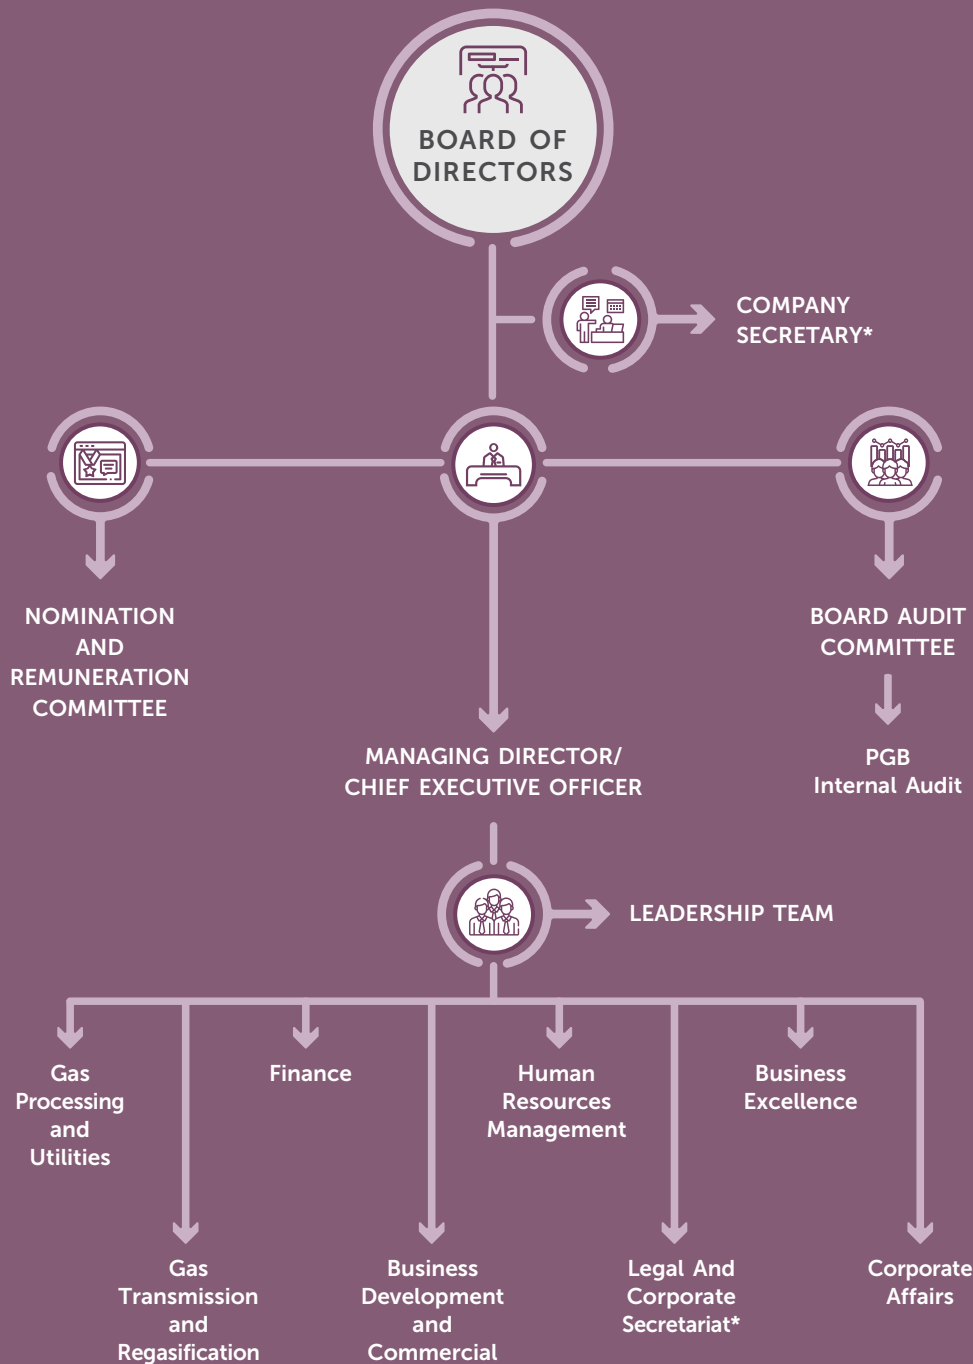 BOARD OF
DIRECTORS
COMPANY
SECRETARY*
NOMINATION
AND
REMUNERATION
COMMITTEE
BOARD AUDIT
COMMITTEE
PGB
Internal Audit
MANAGING DIRECTOR/
CHIEF EXECUTIVE OFFICER
LEADERSHIP TEAM
Gas
Processing
and
Utilities
Finance
Human
Resources
Management
Business
Excellence
Gas
Transmission
and
Regasification
Business
Development
and
Commercial
Legal And
Corporate
Secretariat*
Corporate
Affairs